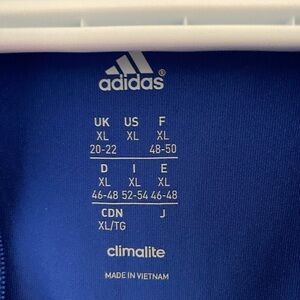 adidas®
UK US F
XL XL XL
20-22 48-50
D I E
XL XL XL
46-48 52-54 46-48
CDN J
XL/TG
climalite
MADE IN VIETNAM